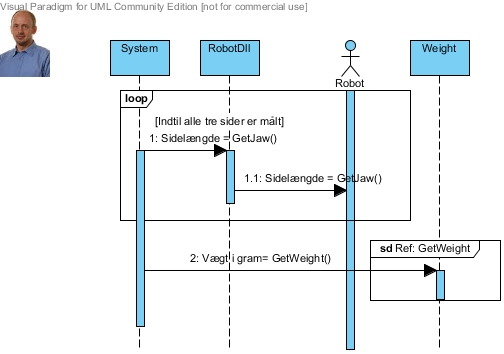 Visual Paradigm for UML Community Edition [not for commercial use]
System
RobotDll
Robot
Weight
loop
[Indtil alle tre sider er målt]
1: Sidelængde = GetJaw()
1.1: Sidelængde = GetJaw()
sd Ref: GetWeight
2: Vægt i gram= GetWeight()